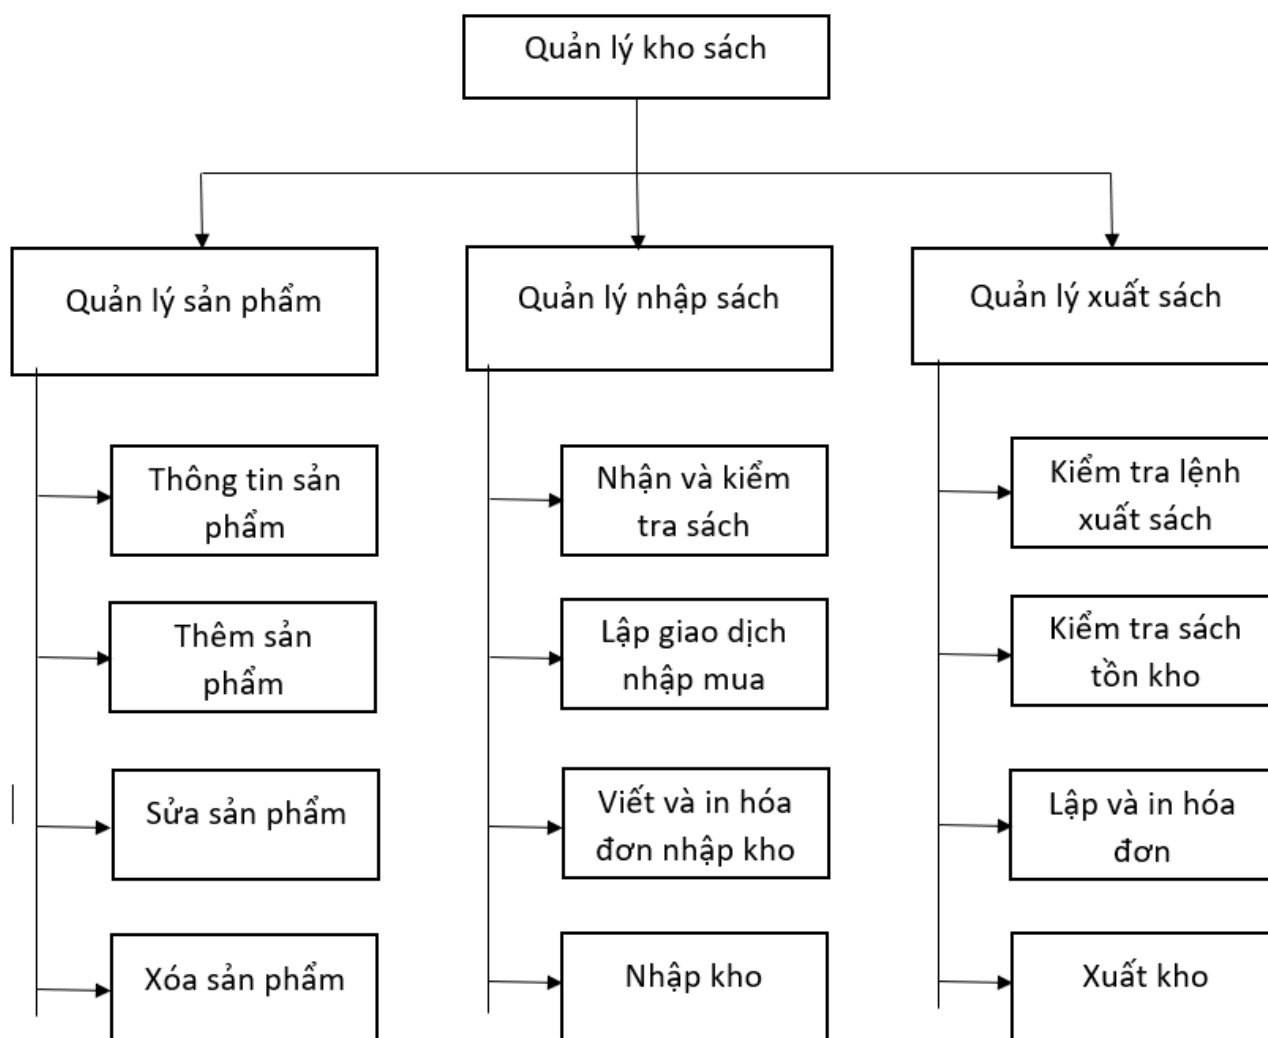 Quản lý kho sách
Quản lý sản phẩm
Quản lý nhập sách
Quản lý xuất sách
Thông tin sản
phẩm
Thêm sản
phẩm
Sửa sản phẩm
Xóa sản phẩm
Nhận và kiểm
tra sách
Lập giao dịch
nhập mua
Viết và in hóa
đơn nhập kho
Nhập kho
Kiểm tra lệnh
xuất sách
Kiểm tra sách
tồn kho
Lập và in hóa
đơn
Xuất kho